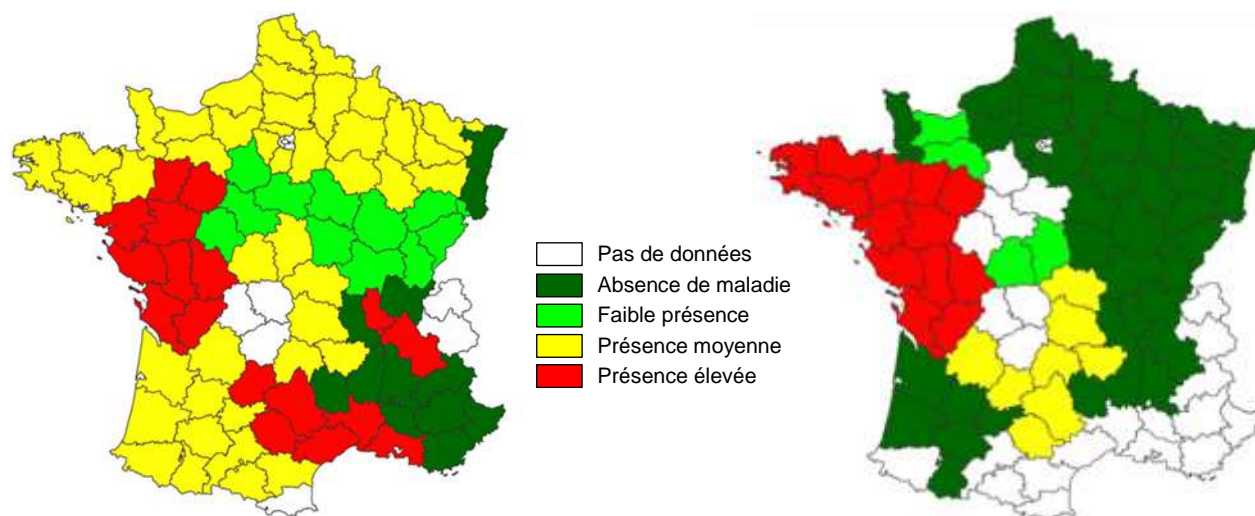 Pas de données
Absence de maladie
Faible présence
Présence moyenne
Présence élevée